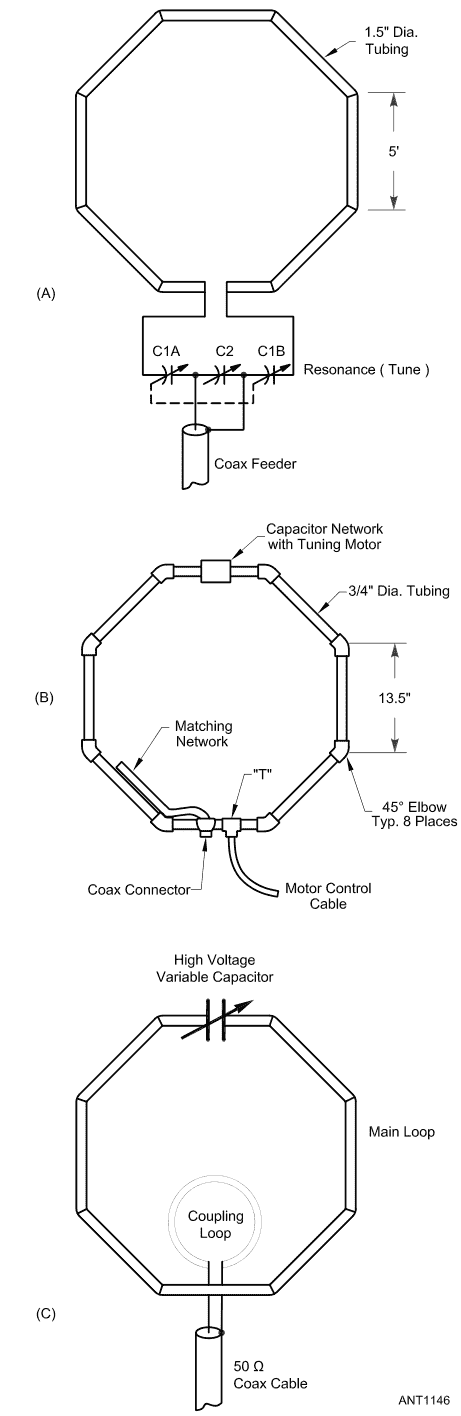 1.5" Dia.
Tubing
5'
(A)
C1A
C2
C1B
Resonance ( Tune )
Coax Feeder
Capacitor Network
with Tuning Motor
3/4" Dia. Tubing
(B)
13.5"
Matching
Network
"T"
45° Elbow
Typ. 8 Places
Coax Connector
Motor Control
Cable
High Voltage
Variable Capacitor
Main Loop
Coupling
Loop
(C)
50 Ω
Coax Cable
ANT1146